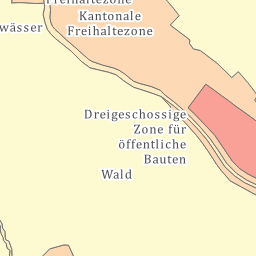 Freihaltezone
Kantonale
Freihaltezone
wässer
Dreigeschossige
Zone für
öffentliche
Bauten
Wald